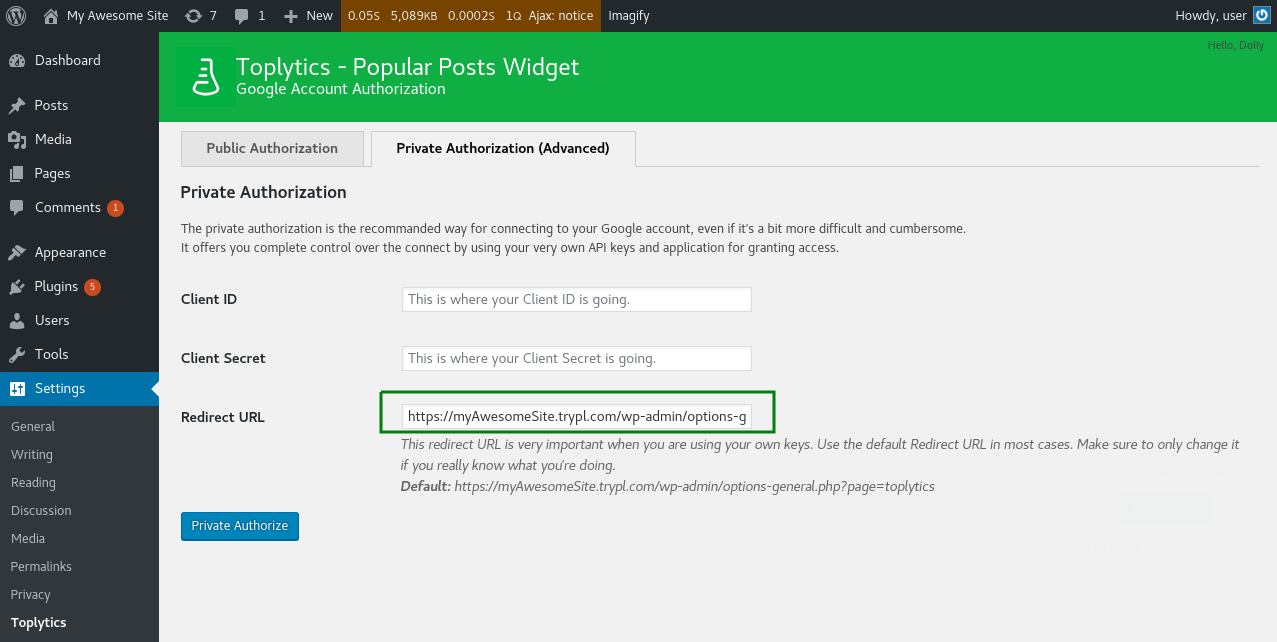 My Awesome Site 7 1 New 0.05S 5,089KB 0.0002S 1Q Ajax: notice Imagify Howdy, user
Hello, Dolly
Toplytics - Popular Posts Widget
Google Account Authorization
Dashboard
Posts
Media
Pages
Comments 1
Appearance
Plugins 5
Users
Tools
Settings
General
Writing
Reading
Discussion
Media
Permalinks
Privacy
Toplytics
Public Authorization Private Authorization (Advanced)
Private Authorization
The private authorization is the recommanded way for connecting to your Google account, even if it's a bit more difficult and cumbersome.
It offers you complete control over the connect by using your very own API keys and application for granting access.
Client ID This is where your Client ID is going.
Client Secret This is where your Client Secret is going.
Redirect URL https://myAwesomeSite.trypl.com/wp-admin/options-g
This redirect URL is very important when you are using your own keys. Use the default Redirect URL in most cases. Make sure to only change it
if you really know what you're doing.
Default: https://myAwesomeSite.trypl.com/wp-admin/options-general.php?page=toplytics
Private Authorize